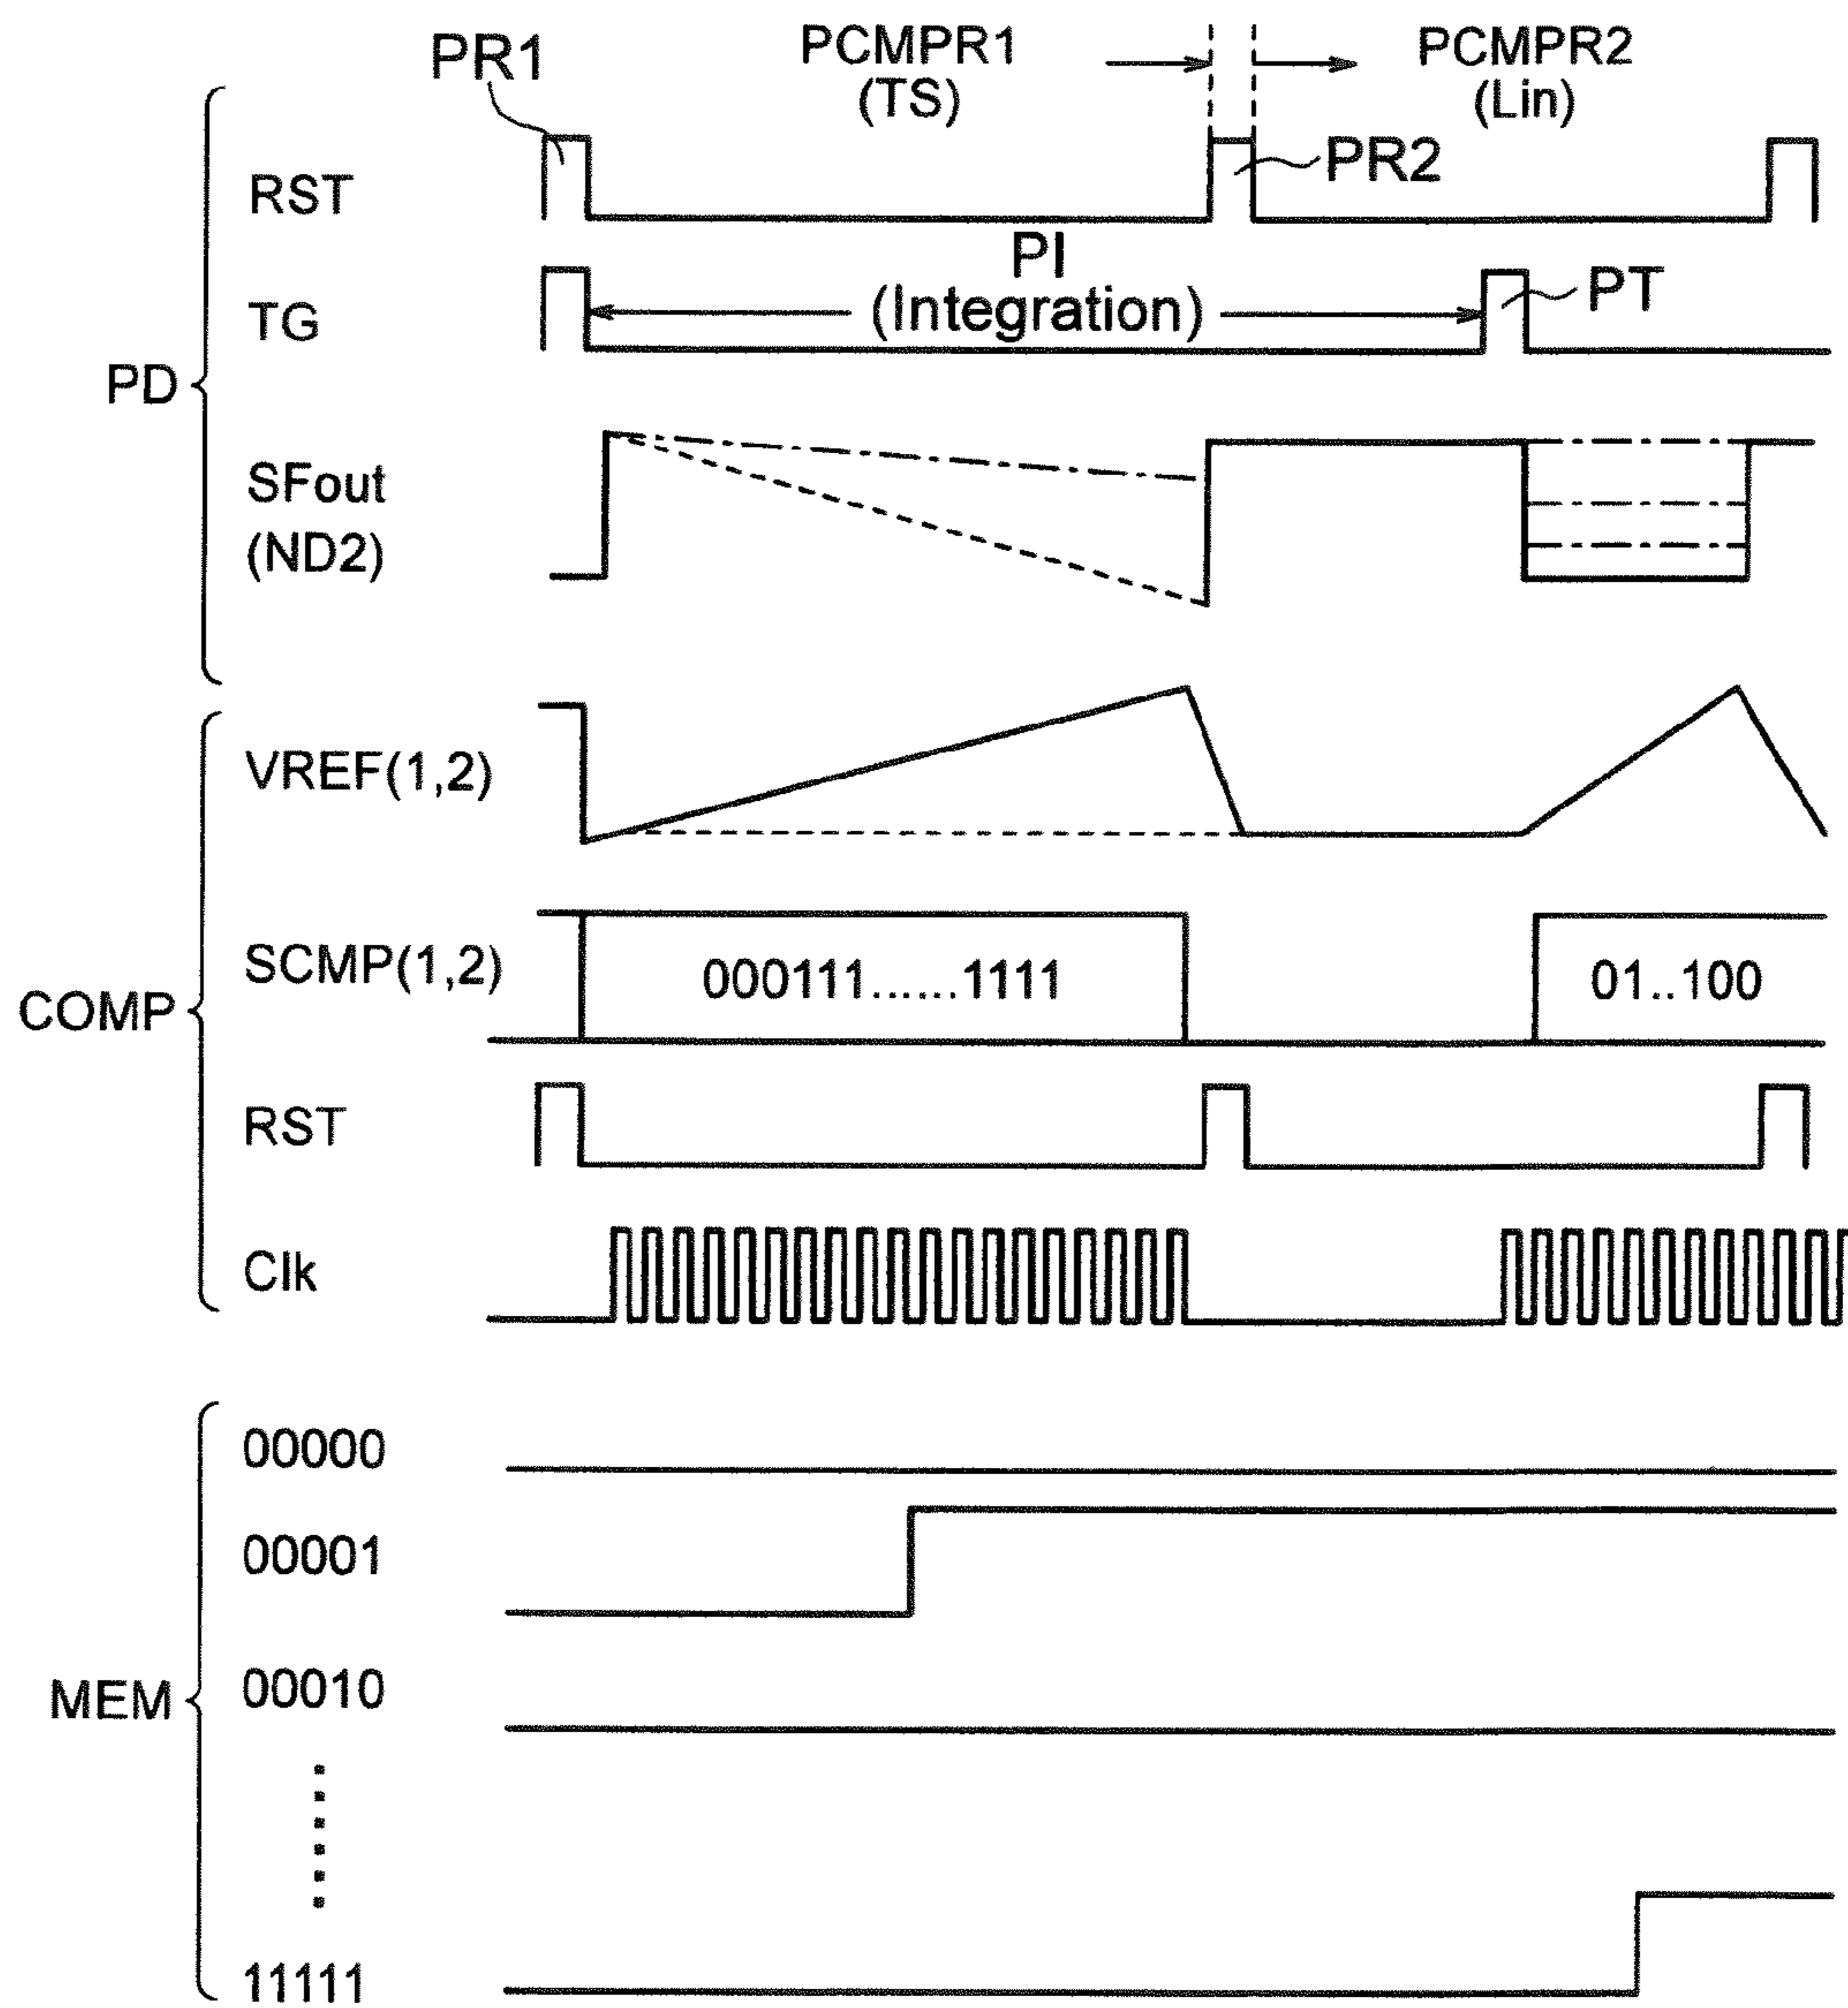 PR1
PCMPR1
(TS)
PCMPR2
(Lin)
PR2
RST
PI
(Integration)
PT
TG
PD
SFout
(ND2)
VREF(1,2)
SCMP(1,2)
000111......1111
01..100
COMP
RST
Clk
00000
00001
00010
MEM
11111